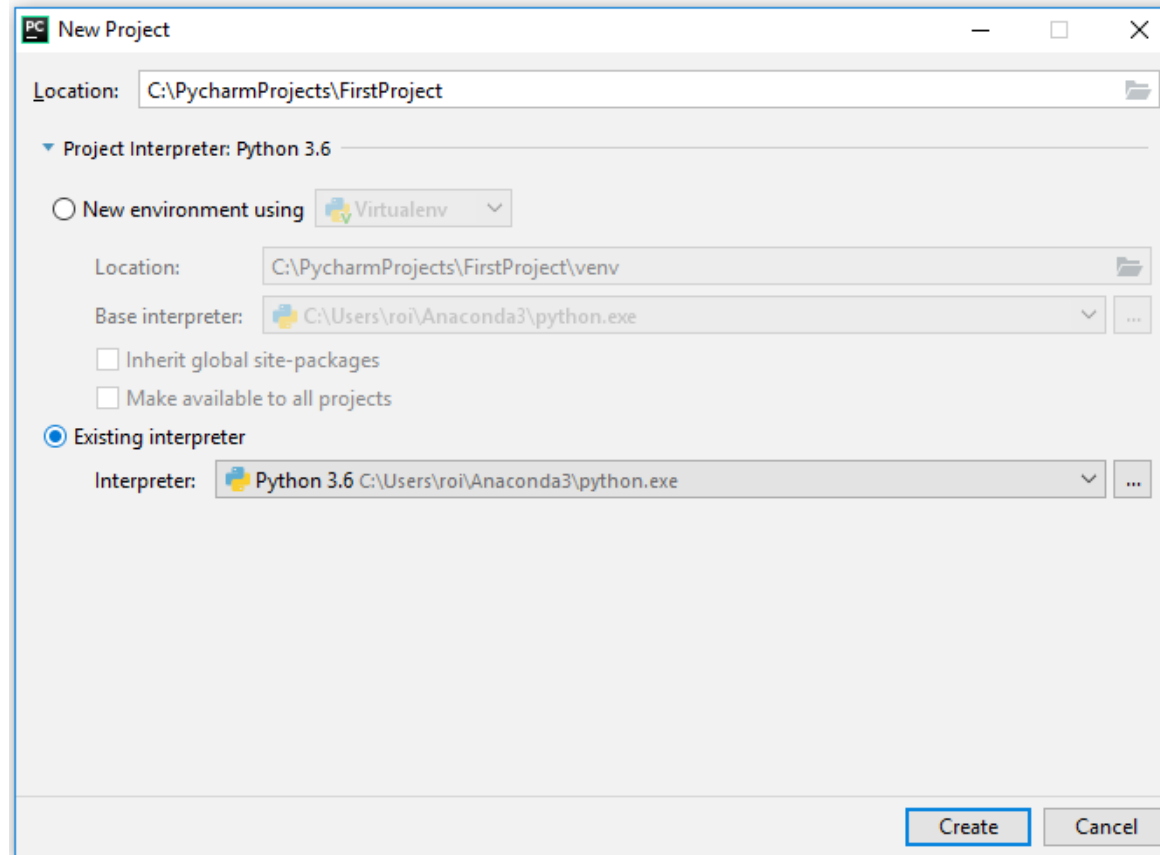 PC New Project
Location: C:\PycharmProjects\FirstProject
Project Interpreter: Python 3.6
New environment using Virtualenv
Location: C:\PycharmProjects\FirstProject\venv
Base interpreter: C:\Users\roi\Anaconda3\python.exe ...
Inherit global site-packages
Make available to all projects
Existing interpreter
Interpreter: Python 3.6 C:\Users\roi\Anaconda3\python.exe ...
Create Cancel